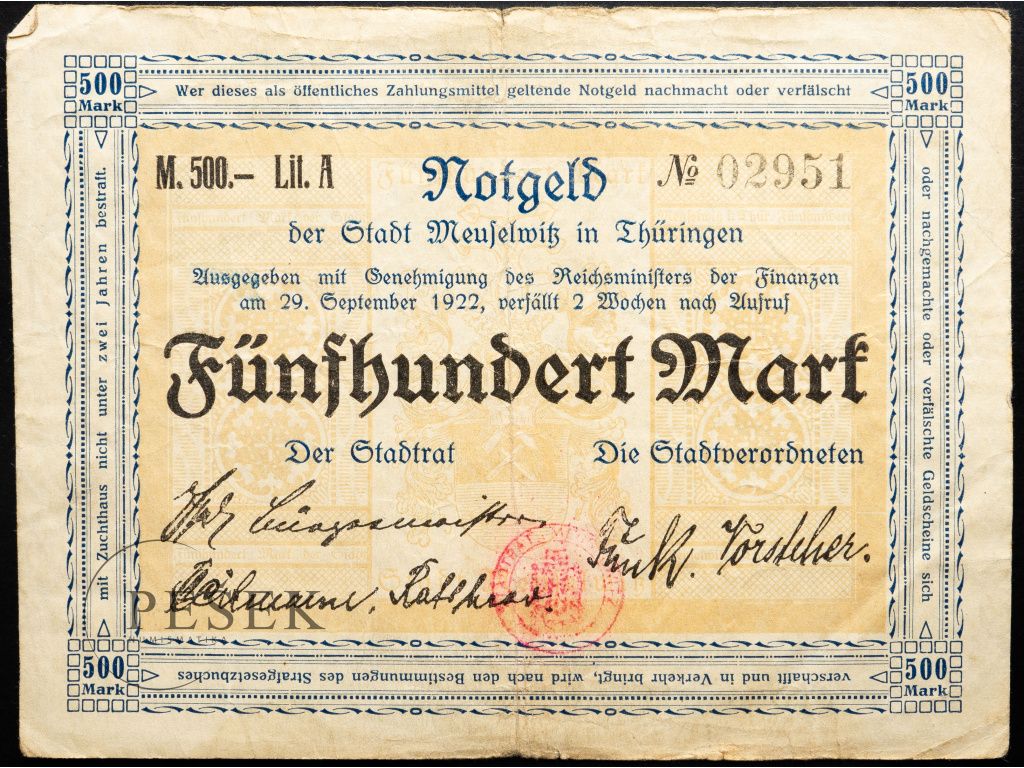 500 Mark
500 Mark
Wer dieses als öffentliches Zahlungsmittel geltende Notgeld nachmacht oder verfälscht
oder nachgemachte oder verfälschte Geldscheine sich
verschafft und in Verkehr bringt, wird nach den Bestimmungen des Strafgesetzbuches
mit Zuchthaus nicht unter zwei Jahren bestraft.
M. 500.— Lit. A
№ 02951
Notgeld
der Stadt Meuselwitz in Thüringen
Ausgegeben mit Genehmigung des Reichsministers der Finanzen
am 29. September 1922, verfällt 2 Wochen nach Aufruf
Fünfhundert Mark
Der Stadtrat
Die Stadtverordneten
Bürgermeister
Funk. Vorsteher.
PESEK
NUMISMATIKA
500 Mark
500 Mark